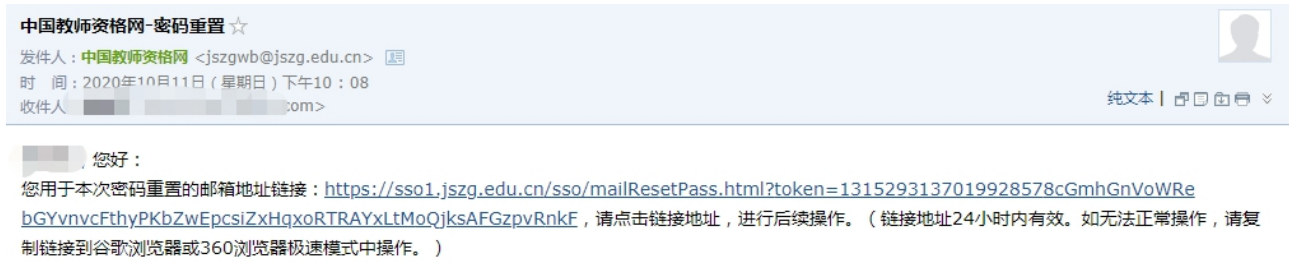 中国教师资格网-密码重置☆
发件人：中国教师资格网 <jszgwb@jszg.edu.cn>
时 间：2020年10月11日（星期日）下午10：08
收件人 com>
纯文本 |
您好：
您用于本次密码重置的邮箱地址链接：https://sso1.jszg.edu.cn/sso/mailResetPass.html?token=1315293137019928578cGmhGnVoWRe
bGYvnvcFthyPKbZwEpcsiZxHqxoRTRAYxLtMoQjksAFGzpvRnkF，请点击链接地址，进行后续操作。（链接地址24小时内有效。如无法正常操作，请复
制链接到谷歌浏览器或360浏览器极速模式中操作。）